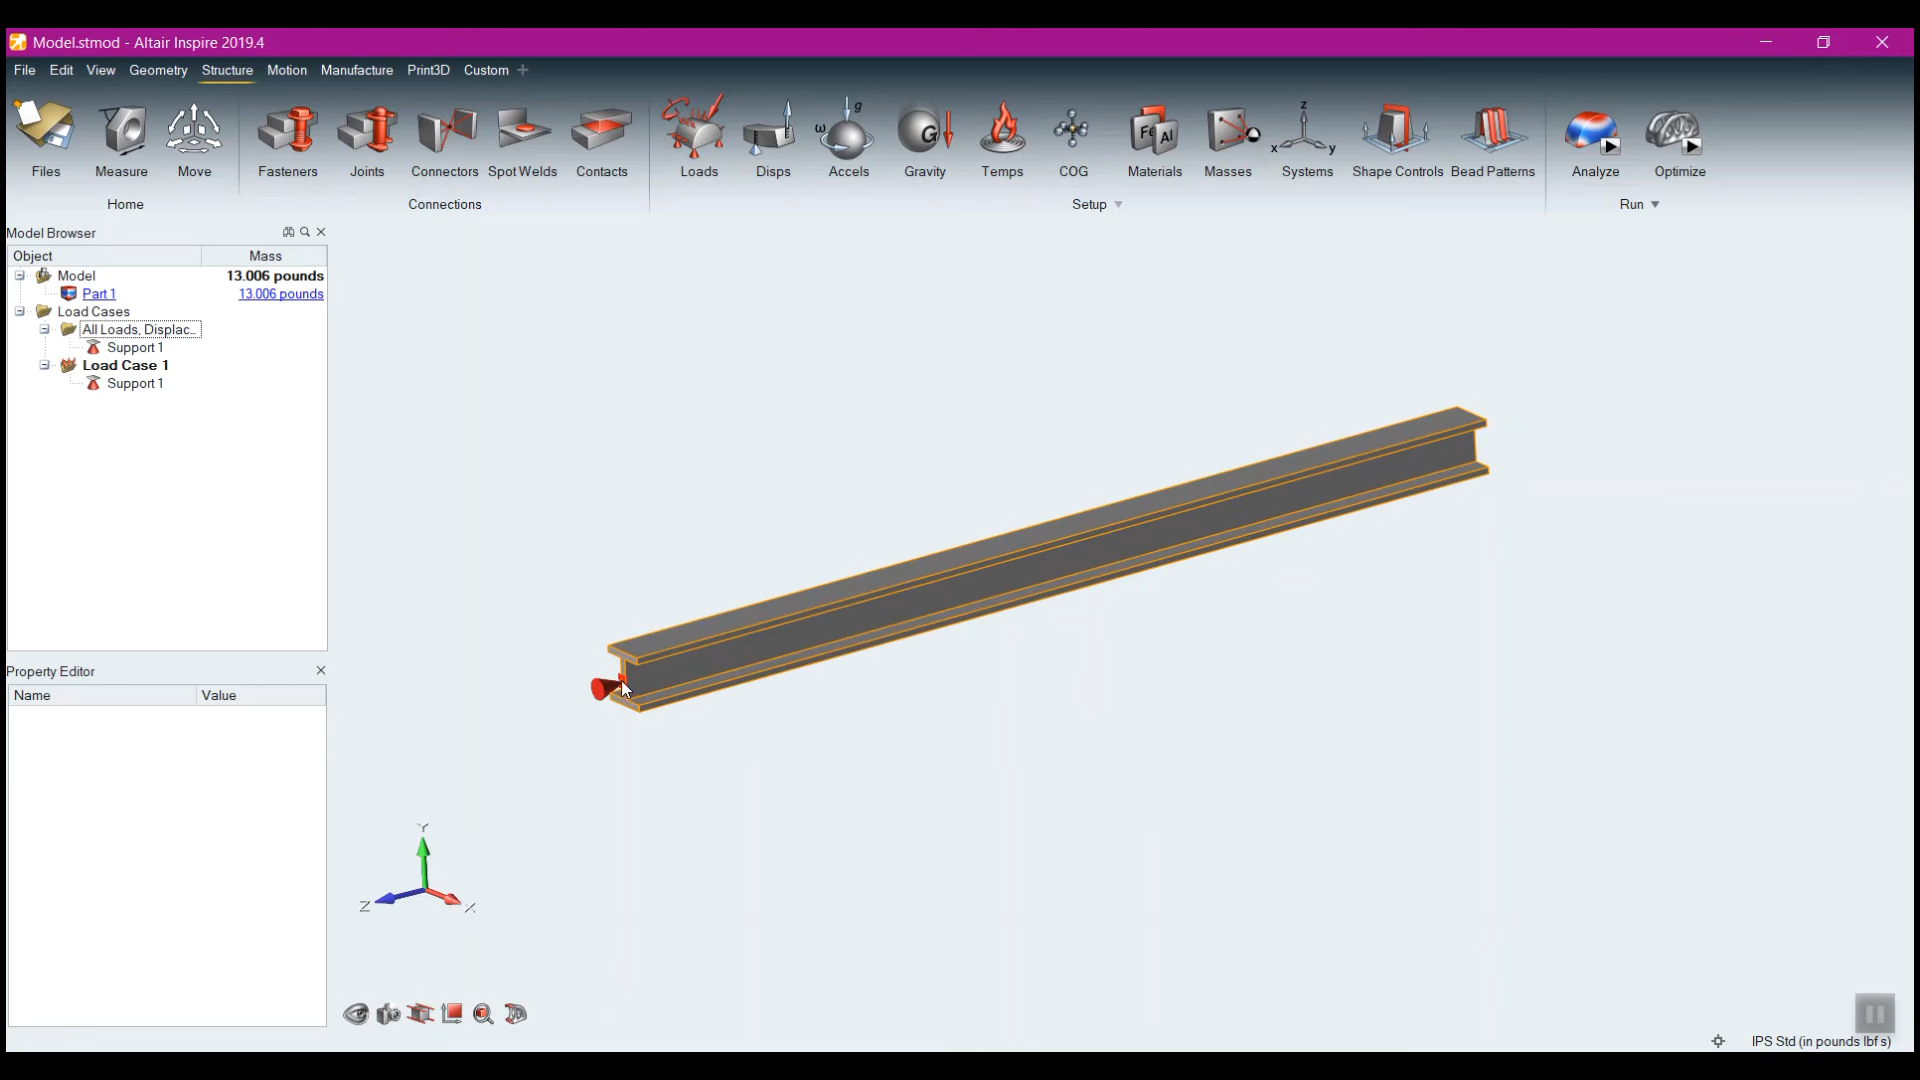 Model.stmod - Altair Inspire 2019.4
File Edit View Geometry Structure Motion Manufacture Print3D Custom
g
ω
G
Fe
Al
z
x
y
Files Measure Move Fasteners Joints Connectors Spot Welds Contacts Loads Disps Accels Gravity Temps COG Materials Masses Systems Shape Controls Bead Patterns Analyze Optimize
Home Connections Setup Run
Model Browser
Object Mass
Model 13.006 pounds
Part 1 13.006 pounds
Load Cases
All Loads, Displac...
Support 1
Load Case 1
Support 1
Property Editor
Name Value
Y
Z
X
IPS Std (in pounds lbf s)